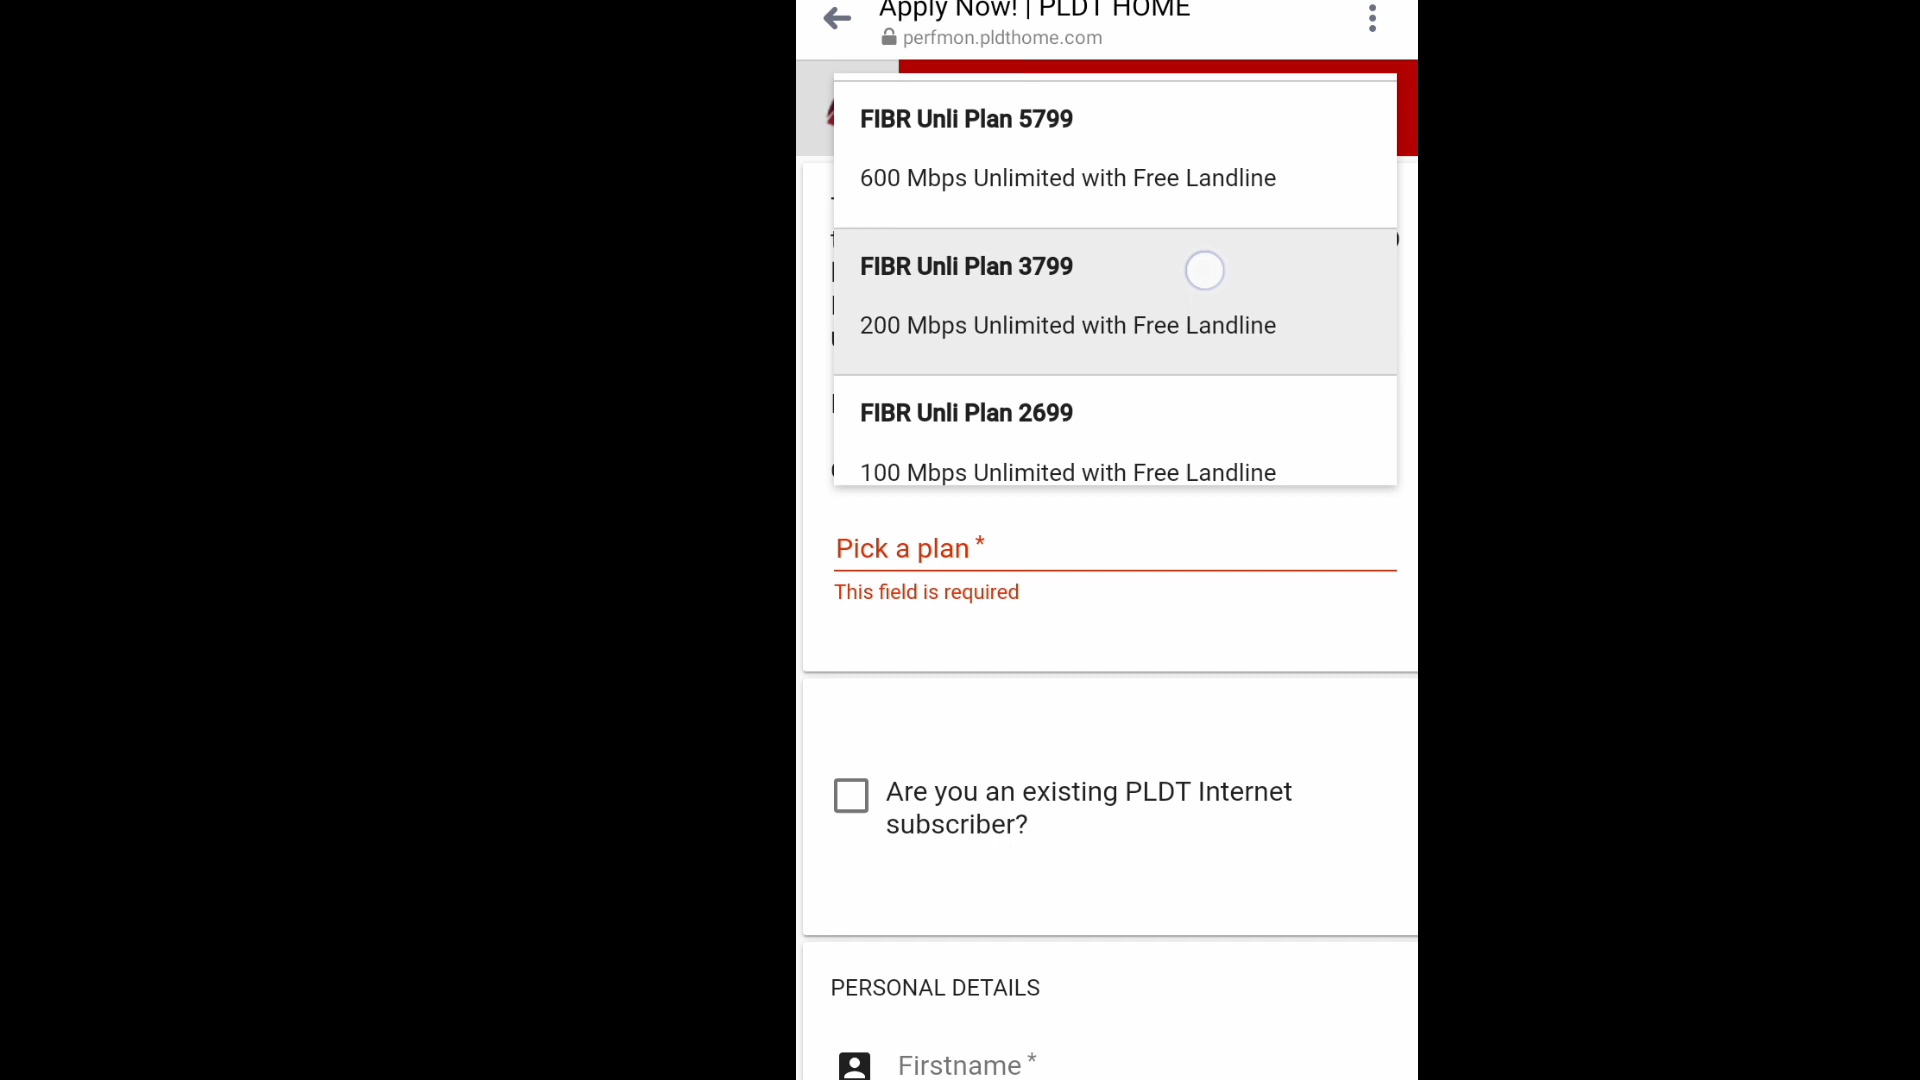 Apply Now! | PLDT HOME
perfmon.pldthome.com
FIBR Unli Plan 5799
600 Mbps Unlimited with Free Landline
FIBR Unli Plan 3799
200 Mbps Unlimited with Free Landline
FIBR Unli Plan 2699
100 Mbps Unlimited with Free Landline
Pick a plan *
This field is required
Are you an existing PLDT Internet
subscriber?
PERSONAL DETAILS
Firstname *